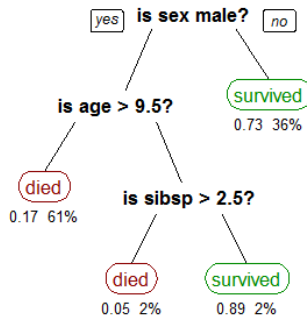 yes is sex male? no
is age > 9.5?
survived
0.73 36%
died
0.17 61%
is sibsp > 2.5?
died survived
0.05 2% 0.89 2%